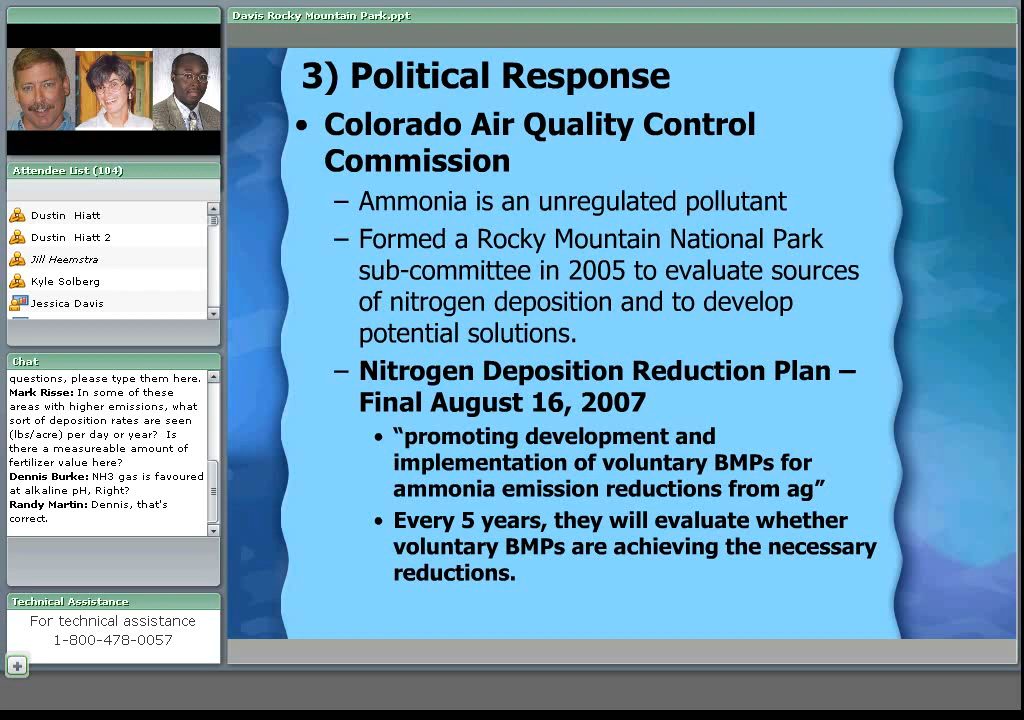 Davis Rocky Mountain Park.ppt
Attendee List (104)
Dustin Hiatt
Dustin Hiatt 2
Jill Heemstra
Kyle Solberg
Jessica Davis
Chat
questions, please type them here.
Mark Risse: In some of these
areas with higher emissions, what
sort of deposition rates are seen
(lbs/acre) per day or year? Is
there a measureable amount of
fertilizer value here?
Dennis Burke: NH3 gas is favoured
at alkaline pH, Right?
Randy Martin: Dennis, that's
correct.
Technical Assistance
For technical assistance
1-800-478-0057
3) Political Response
• Colorado Air Quality Control
Commission
– Ammonia is an unregulated pollutant
– Formed a Rocky Mountain National Park
sub-committee in 2005 to evaluate sources
of nitrogen deposition and to develop
potential solutions.
– Nitrogen Deposition Reduction Plan –
Final August 16, 2007
• “promoting development and
implementation of voluntary BMPs for
ammonia emission reductions from ag”
• Every 5 years, they will evaluate whether
voluntary BMPs are achieving the necessary
reductions.